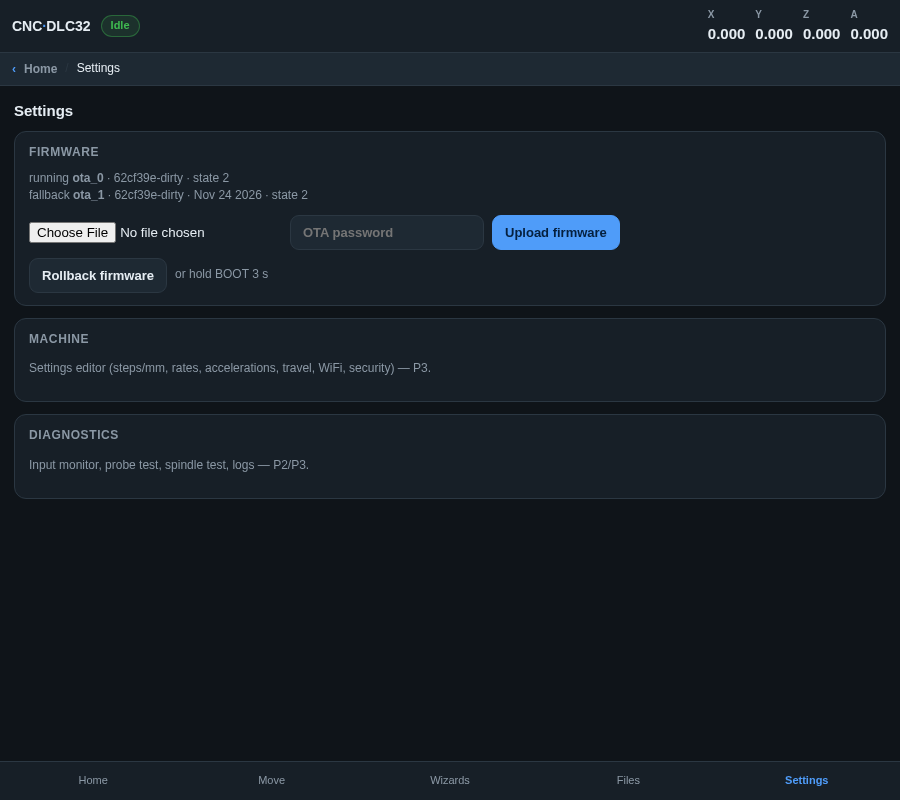 CNC·DLC32 Idle X Y Z A
0.000 0.000 0.000 0.000
‹ Home / Settings
Settings
FIRMWARE
running ota_0 · 62cf39e-dirty · state 2
fallback ota_1 · 62cf39e-dirty · Nov 24 2026 · state 2
Choose File No file chosen OTA password Upload firmware
Rollback firmware or hold BOOT 3 s
MACHINE
Settings editor (steps/mm, rates, accelerations, travel, WiFi, security) — P3.
DIAGNOSTICS
Input monitor, probe test, spindle test, logs — P2/P3.
Home Move Wizards Files Settings